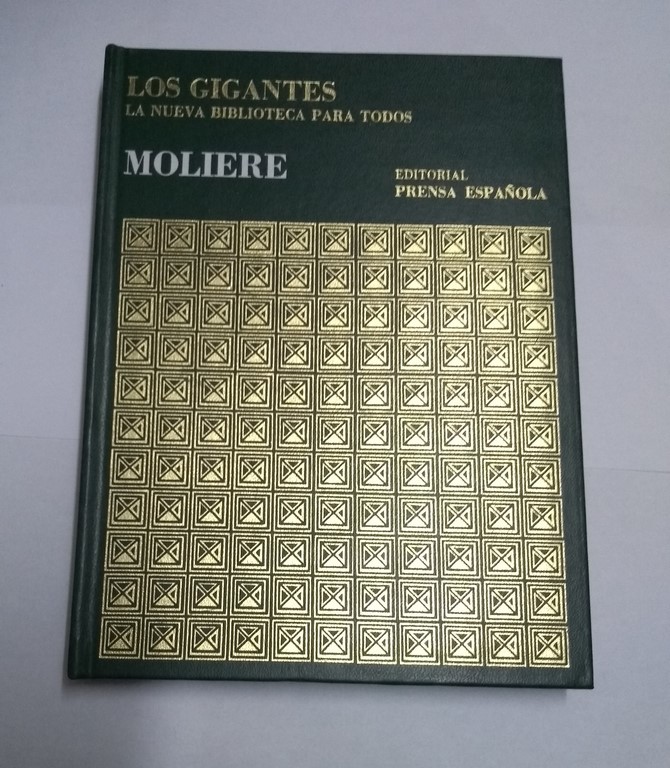 LOS GIGANTES
LA NUEVA BIBLIOTECA PARA TODOS
MOLIERE
EDITORIAL
PRENSA ESPAÑOLA